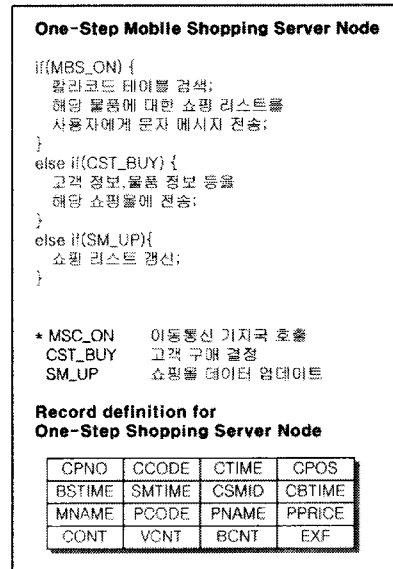 One-Step Mobile Shopping Server Node
if(MBS_ON) {
칼라코드 테이블 검색;
해당 물품에 대한 쇼핑 리스트를
사용자에게 문자 메시지 전송;
}
else if(CST_BUY) {
고객 정보,물품 정보 등을
해당 쇼핑몰에 전송;
}
else if(SM_UP){
쇼핑 리스트 갱신;
}
* MSC_ON 이동통신 기지국 호출
CST_BUY 고객 구매 결정
SM_UP 쇼핑몰 데이터 업데이트
Record definition for
One-Step Shopping Server Node
CPNO CCODE CTIME CPOS
BSTIME SMTIME CSMID CBTIME
MNAME PCODE PNAME PPRICE
CONT VCNT BCNT EXF